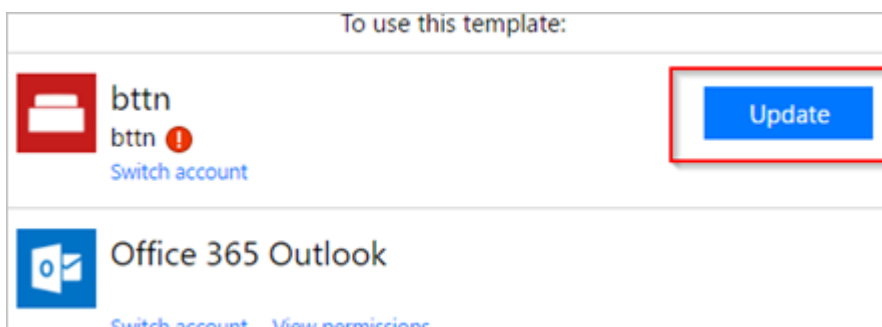 To use this template:
bttn
bttn
Update
Switch account
Office 365 Outlook
Switch account View permissions